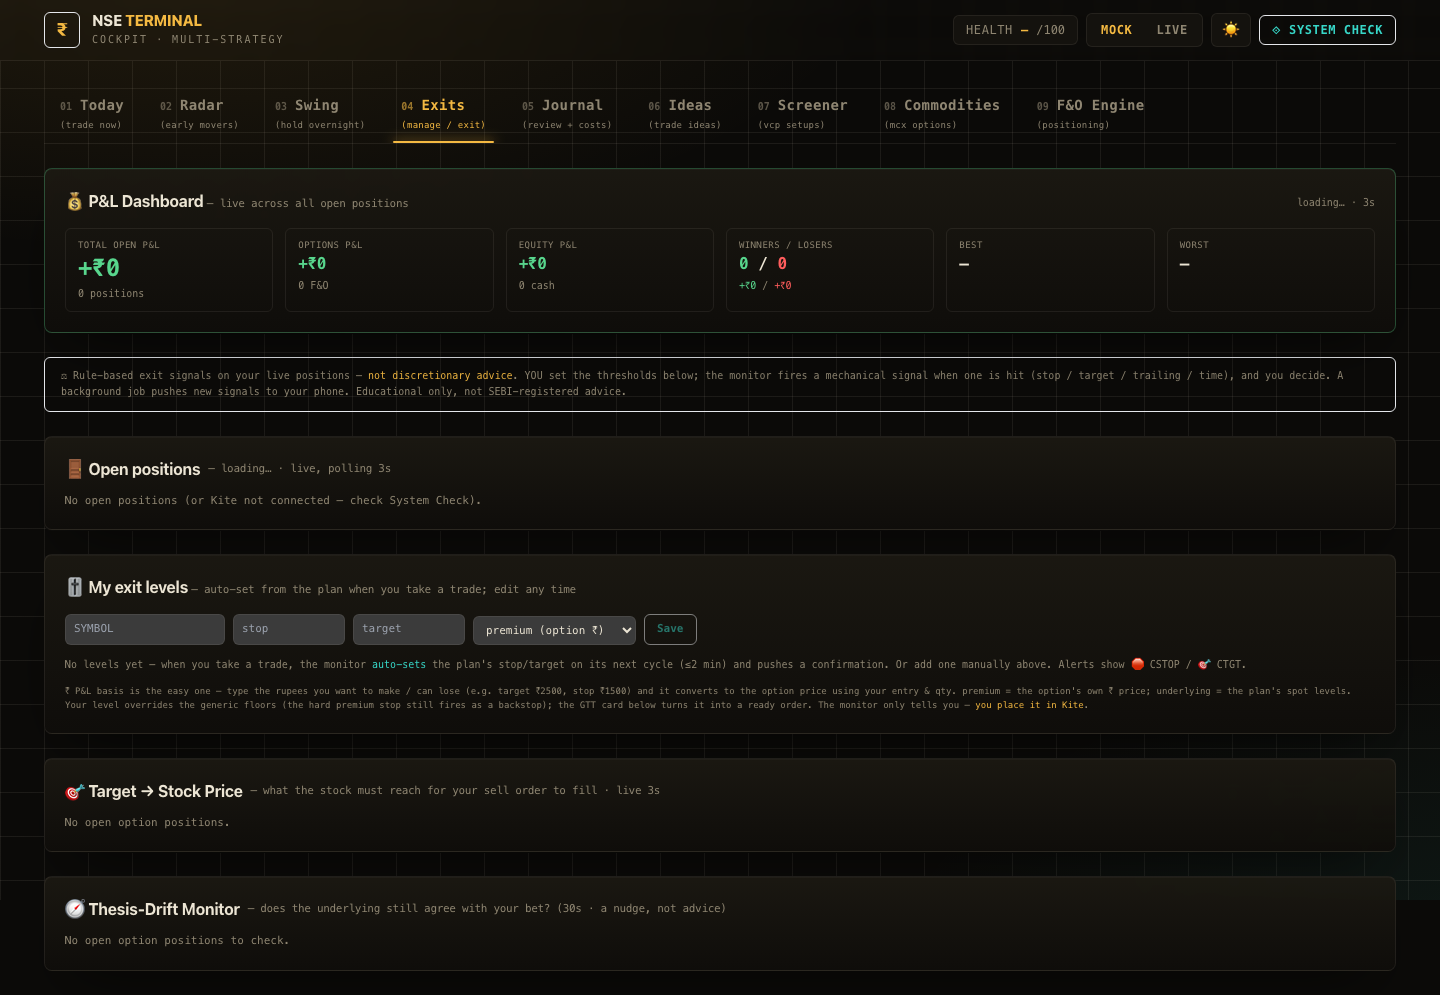 ₹
NSE TERMINAL
COCKPIT · MULTI-STRATEGY
HEALTH — /100
MOCK LIVE
◇ SYSTEM CHECK
01 Today
(trade now)
02 Radar
(early movers)
03 Swing
(hold overnight)
04 Exits
(manage / exit)
05 Journal
(review + costs)
06 Ideas
(trade ideas)
07 Screener
(vcp setups)
08 Commodities
(mcx options)
09 F&O Engine
(positioning)
💰 P&L Dashboard — live across all open positions
loading… · 3s
TOTAL OPEN P&L
+₹0
0 positions
OPTIONS P&L
+₹0
0 F&O
EQUITY P&L
+₹0
0 cash
WINNERS / LOSERS
0 / 0
+₹0 / +₹0
BEST
—
WORST
—
⚖ Rule-based exit signals on your live positions — not discretionary advice. YOU set the thresholds below; the monitor fires a mechanical signal when one is hit (stop / target / trailing / time), and you decide. A
background job pushes new signals to your phone. Educational only, not SEBI-registered advice.
🚪 Open positions — loading… · live, polling 3s
No open positions (or Kite not connected — check System Check).
🎚 My exit levels — auto-set from the plan when you take a trade; edit any time
SYMBOL
stop
target
premium (option ₹)
Save
No levels yet — when you take a trade, the monitor auto-sets the plan's stop/target on its next cycle (≤2 min) and pushes a confirmation. Or add one manually above. Alerts show 🛑 CSTOP / 🎯 CTGT.
₹ P&L basis is the easy one — type the rupees you want to make / can lose (e.g. target ₹2500, stop ₹1500) and it converts to the option price using your entry & qty. premium = the option's own ₹ price; underlying = the plan's spot levels.
Your level overrides the generic floors (the hard premium stop still fires as a backstop); the GTT card below turns it into a ready order. The monitor only tells you — you place it in Kite.
🎯 Target → Stock Price — what the stock must reach for your sell order to fill · live 3s
No open option positions.
🧭 Thesis-Drift Monitor — does the underlying still agree with your bet? (30s · a nudge, not advice)
No open option positions to check.